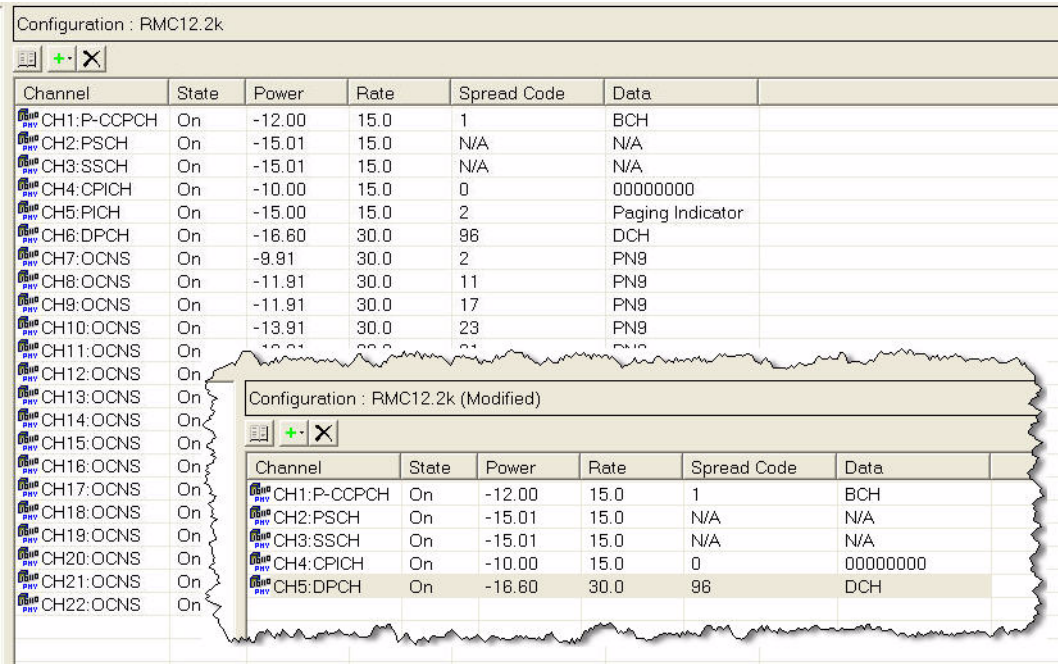 Configuration : RMC12.2k
Channel State Power Rate Spread Code Data
CH1:P-CCPCH On -12.00 15.0 1 BCH
CH2:PSCH On -15.01 15.0 N/A N/A
CH3:SSCH On -15.01 15.0 N/A N/A
CH4:CPICH On -10.00 15.0 0 00000000
CH5:PICH On -15.00 15.0 2 Paging Indicator
CH6:DPCH On -16.60 30.0 96 DCH
CH7:OCNS On -9.91 30.0 2 PN9
CH8:OCNS On -11.91 30.0 11 PN9
CH9:OCNS On -11.91 30.0 17 PN9
CH10:OCNS On -13.91 30.0 23 PN9
CH11:OCNS On
CH12:OCNS On
CH13:OCNS On
CH14:OCNS On
CH15:OCNS On
CH16:OCNS On
CH17:OCNS On
CH18:OCNS On
CH19:OCNS On
CH20:OCNS On
CH21:OCNS On
CH22:OCNS On
Configuration : RMC12.2k (Modified)
Channel State Power Rate Spread Code Data
CH1:P-CCPCH On -12.00 15.0 1 BCH
CH2:PSCH On -15.01 15.0 N/A N/A
CH3:SSCH On -15.01 15.0 N/A N/A
CH4:CPICH On -10.00 15.0 0 00000000
CH5:DPCH On -16.60 30.0 96 DCH